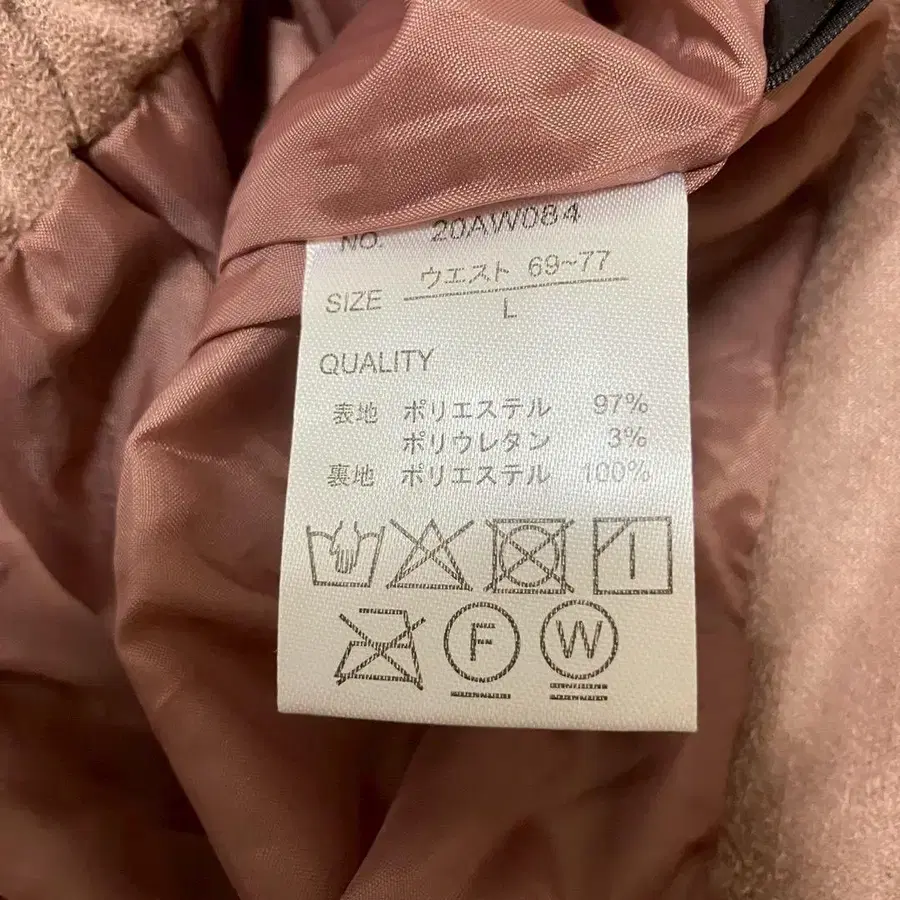 NO. 20AW084
ウエスト 69~77
SIZE
L
QUALITY
表地 ポリエステル 97%
ポリウレタン 3%
裏地 ポリエステル 100%
F W